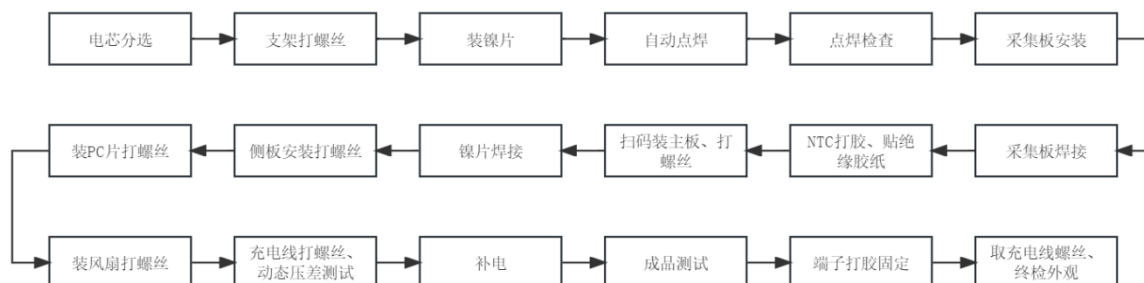 电芯分选
支架打螺丝
装镍片
自动点焊
点焊检查
采集板安装
采集板焊接
NTC打胶、贴绝
缘胶纸
扫码装主板、打
螺丝
镍片焊接
侧板安装打螺丝
装PC片打螺丝
装风扇打螺丝
充电线打螺丝、
动态压差测试
补电
成品测试
端子打胶固定
取充电线螺丝、
终检外观